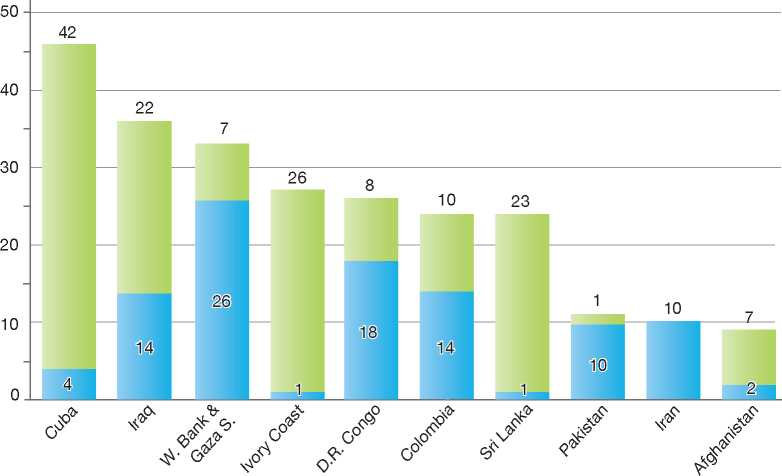 50
40
30
20
10
0
42
4
22
14
7
26
26
1
8
18
10
14
23
1
1
10
10
7
2
Cuba
Iraq
W. Bank &
Gaza S.
Ivory Coast
D.R. Congo
Colombia
Sri Lanka
Pakistan
Iran
Afghanistan